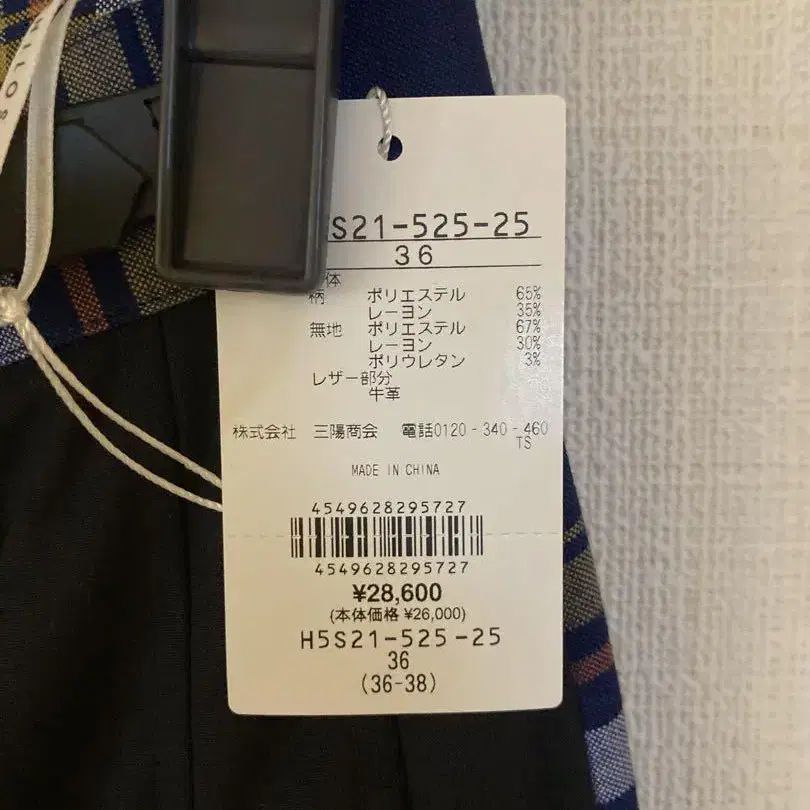 HILOS
S21-525-25
36
体
柄 ポリエステル 65%
レーヨン 35%
無地 ポリエステル 67%
レーヨン 30%
ポリウレタン 3%
レザー部分
牛革
株式会社 三陽商会 電話0120-340-460
TS
MADE IN CHINA
4549628295727
4549628295727
¥28,600
(本体価格 ¥26,000)
H5S21-525-25
36
(36-38)